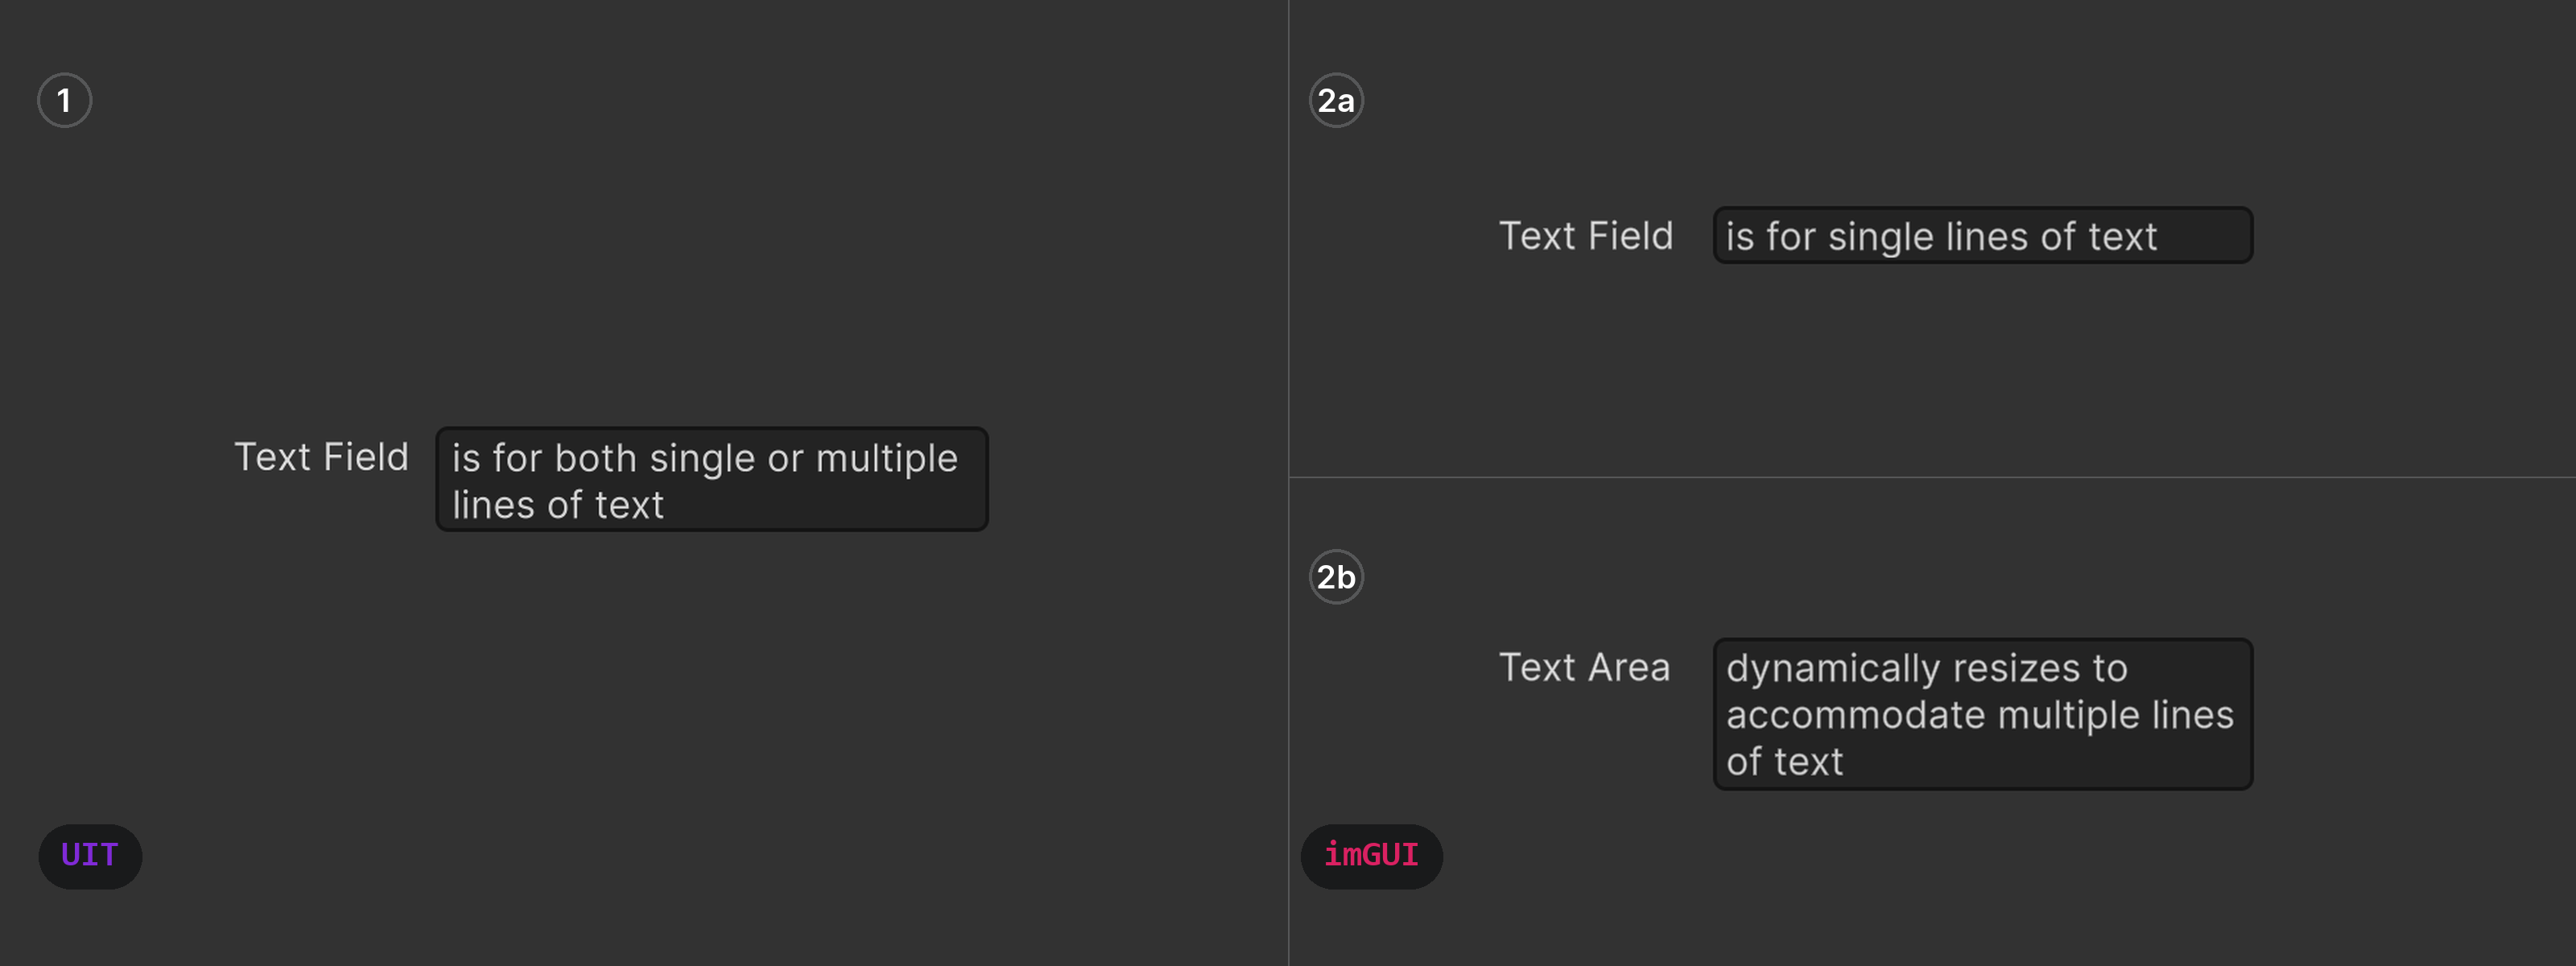 1
Text Field
is for both single or multiple
lines of text
UIT
2a
Text Field
is for single lines of text
2b
Text Area
dynamically resizes to
accommodate multiple lines
of text
imGUI